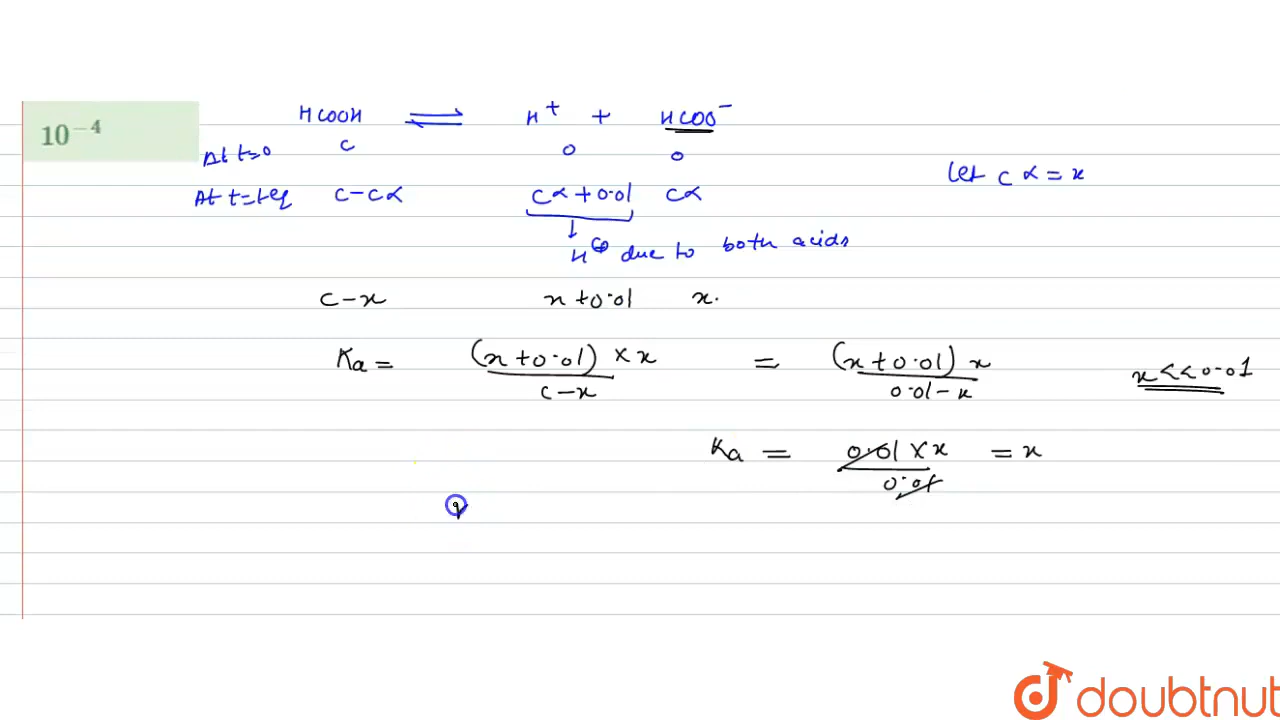 HCOOH ⇌ H⁺ + HCOO⁻
10⁻⁴
At t=0 c 0 0
let cα = x
At t=teq c-cα cα+0.01 cα
↓
H⊕ due to both acids
c-x x+0.01 x.
Ka = (x+0.01)×x / c-x = (x+0.01)x / 0.01-x x<<0.01
Ka = 0.01×x / 0.01 = x
doubtnut